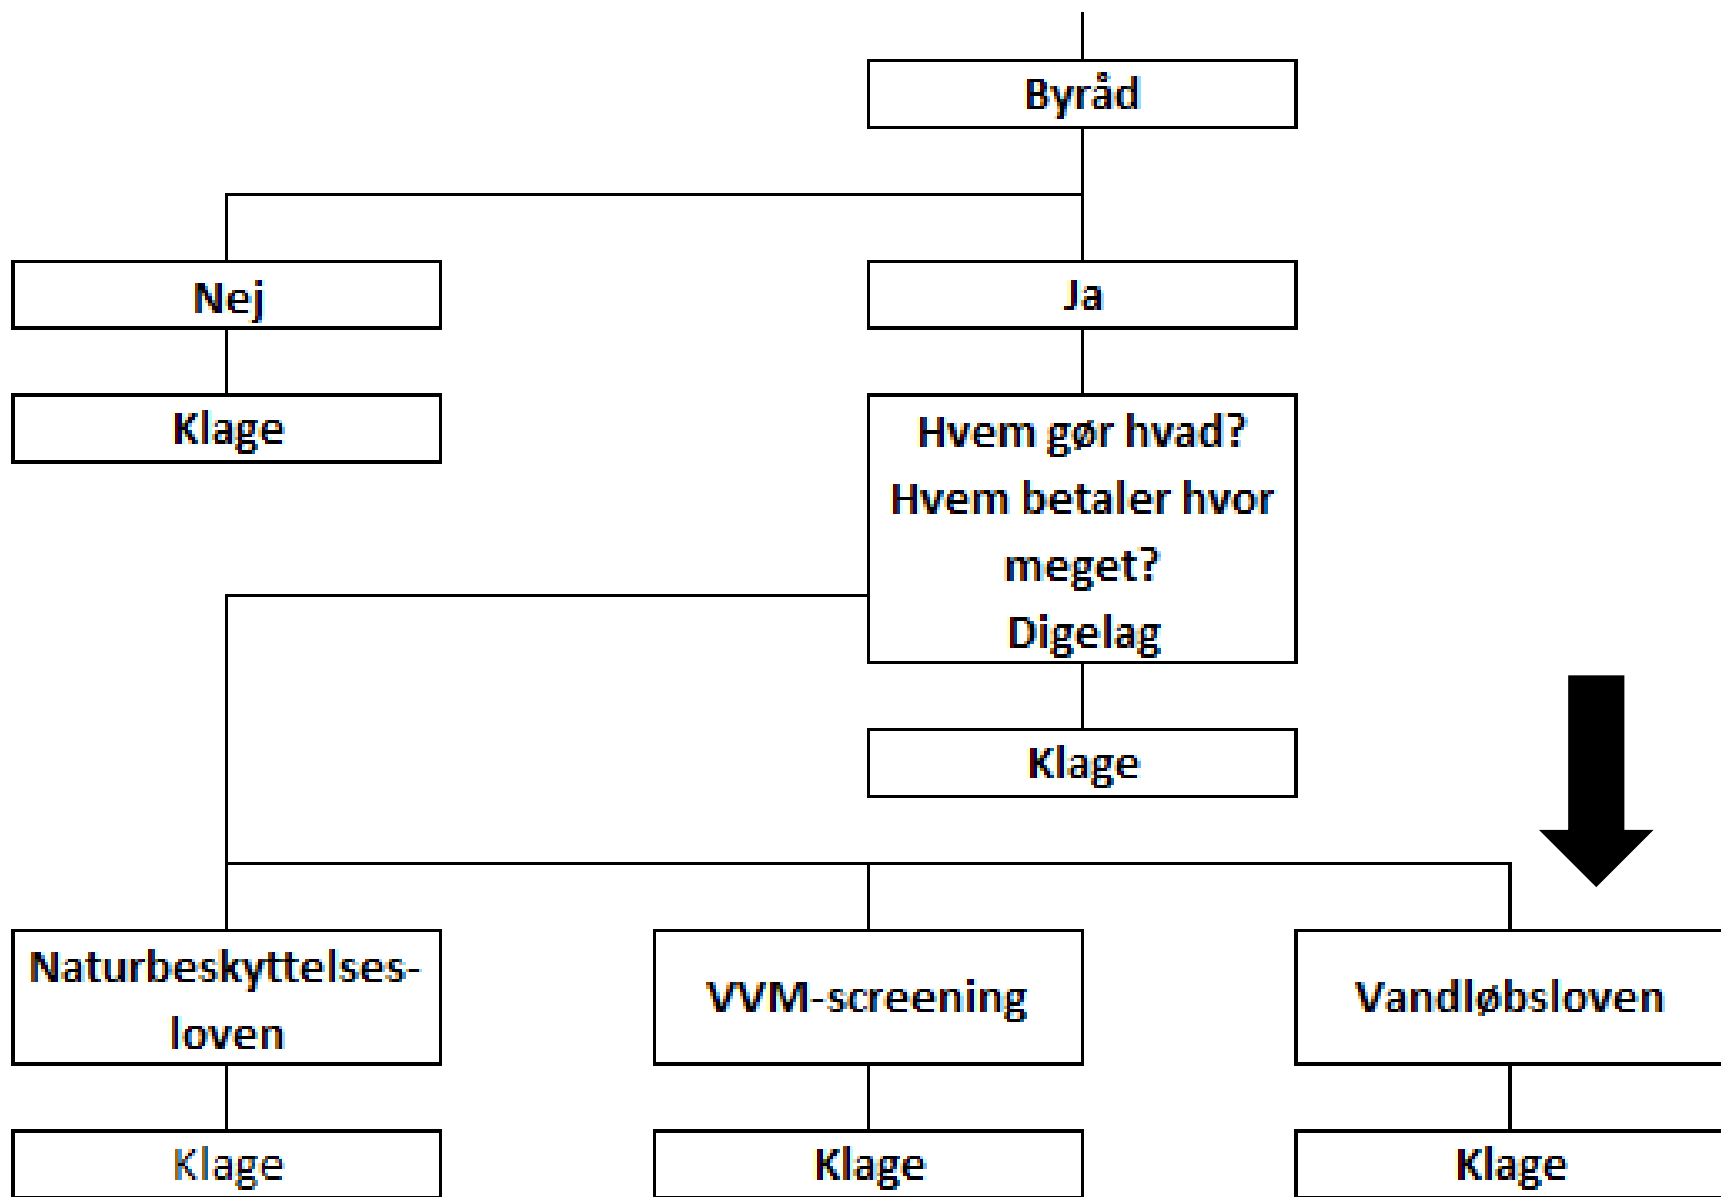 Byråd
Nej
Ja
Klage
Hvem gør hvad?
Hvem betaler hvor
meget?
Digelag
Klage
Naturbeskyttelses-
loven
VVM-screening
Vandløbsloven
Klage
Klage
Klage